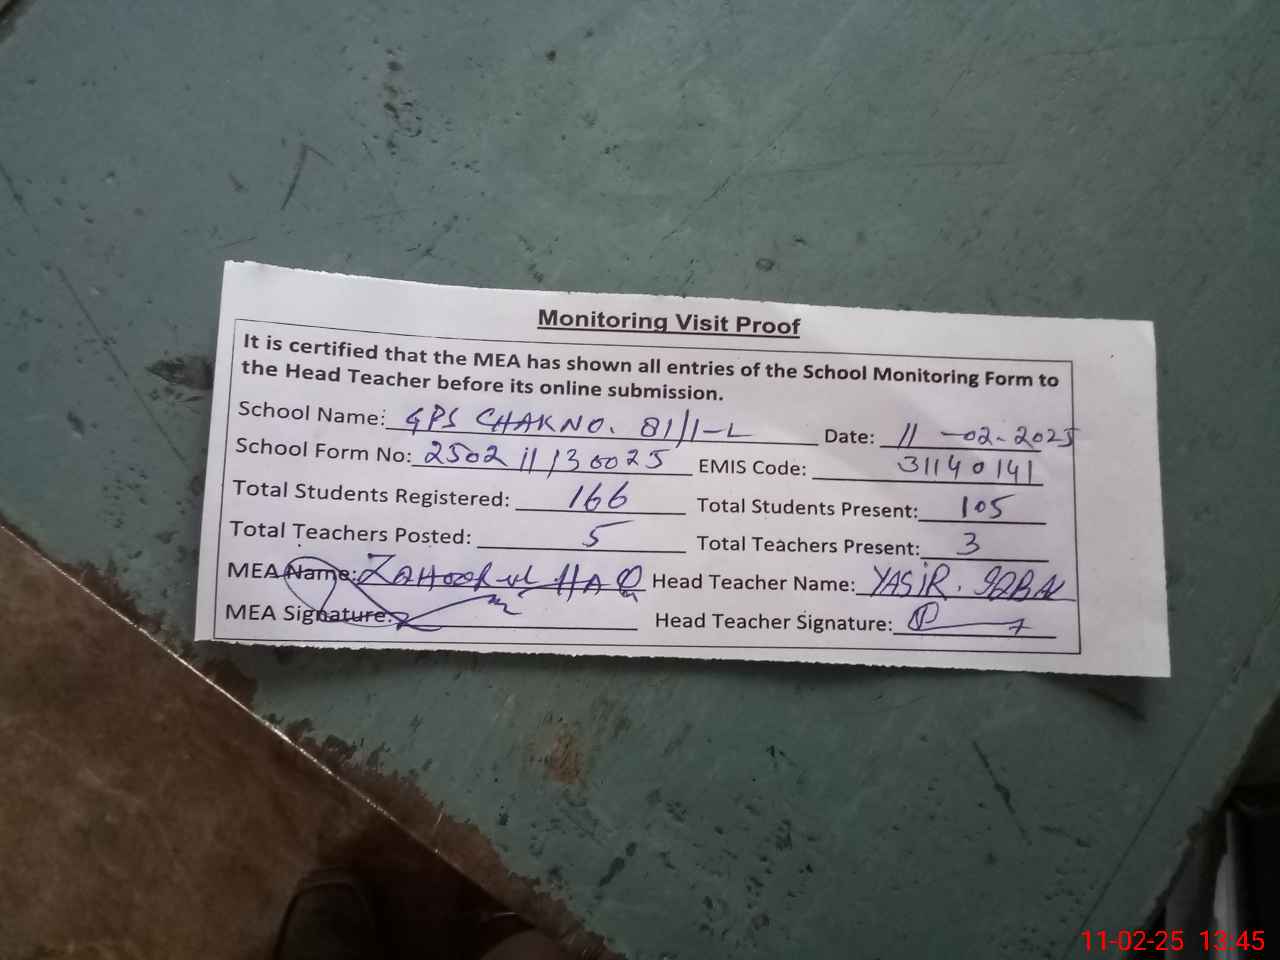 Monitoring Visit Proof
It is certified that the MEA has shown all entries of the School Monitoring Form to
the Head Teacher before its online submission.
School Name: GPS CHAK NO. 81/1-L Date: 11-02-2025
School Form No: 2502 11130025 EMIS Code: 31140141
Total Students Registered: 166 Total Students Present: 105
Total Teachers Posted: 5 Total Teachers Present: 3
MEA Name: Zahoor ul HAQ Head Teacher Name: YASIR. IQBAL
MEA Signature: Head Teacher Signature:
11-02-25 13:45